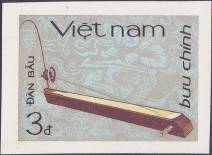 Việt nam
ĐÀN BẦU
bưu chính
3đ